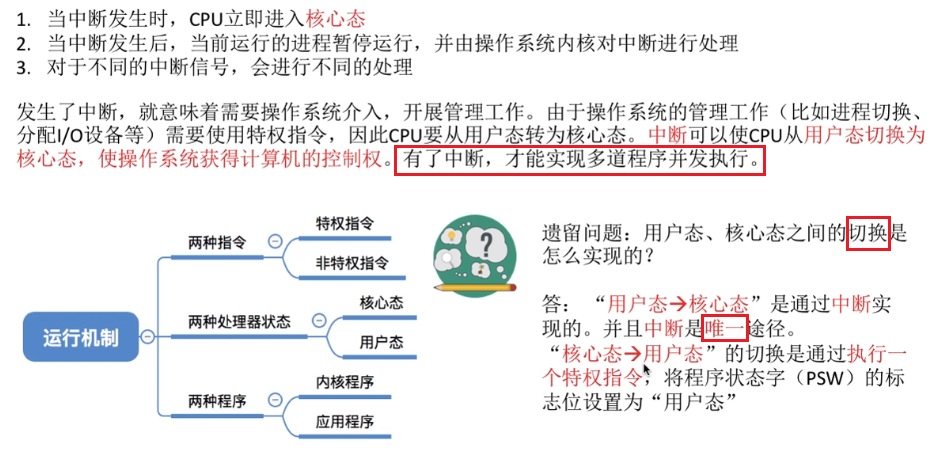 1. 当中断发生时，CPU立即进入核心态
2. 当中断发生后，当前运行的进程暂停运行，并由操作系统内核对中断进行处理
3. 对于不同的中断信号，会进行不同的处理
发生了中断，就意味着需要操作系统介入，开展管理工作。由于操作系统的管理工作（比如进程切换、
分配I/O设备等）需要使用特权指令，因此CPU要从用户态转为核心态。中断可以使CPU从用户态切换为
核心态，使操作系统获得计算机的控制权。有了中断，才能实现多道程序并发执行。
运行机制
两种指令
特权指令
非特权指令
两种处理器状态
核心态
用户态
两种程序
内核程序
应用程序
?
遗留问题：用户态、核心态之间的切换是
怎么实现的？
答： “用户态→核心态”是通过中断实
现的。并且中断是唯一途径。
“核心态→用户态”的切换是通过执行一
个特权指令，将程序状态字（PSW）的标
志位设置为“用户态”